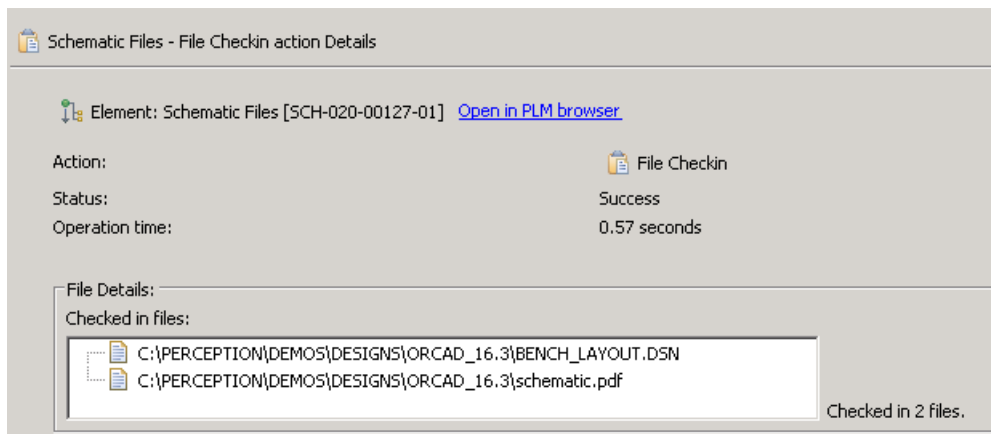 Schematic Files - File Checkin action Details
Element: Schematic Files [SCH-020-00127-01] Open in PLM browser
Action: File Checkin
Status: Success
Operation time: 0.57 seconds
File Details:
Checked in files:
C:\PERCEPTION\DEMOS\DESIGNS\ORCAD_16.3\BENCH_LAYOUT.DSN
C:\PERCEPTION\DEMOS\DESIGNS\ORCAD_16.3\schematic.pdf
Checked in 2 files.